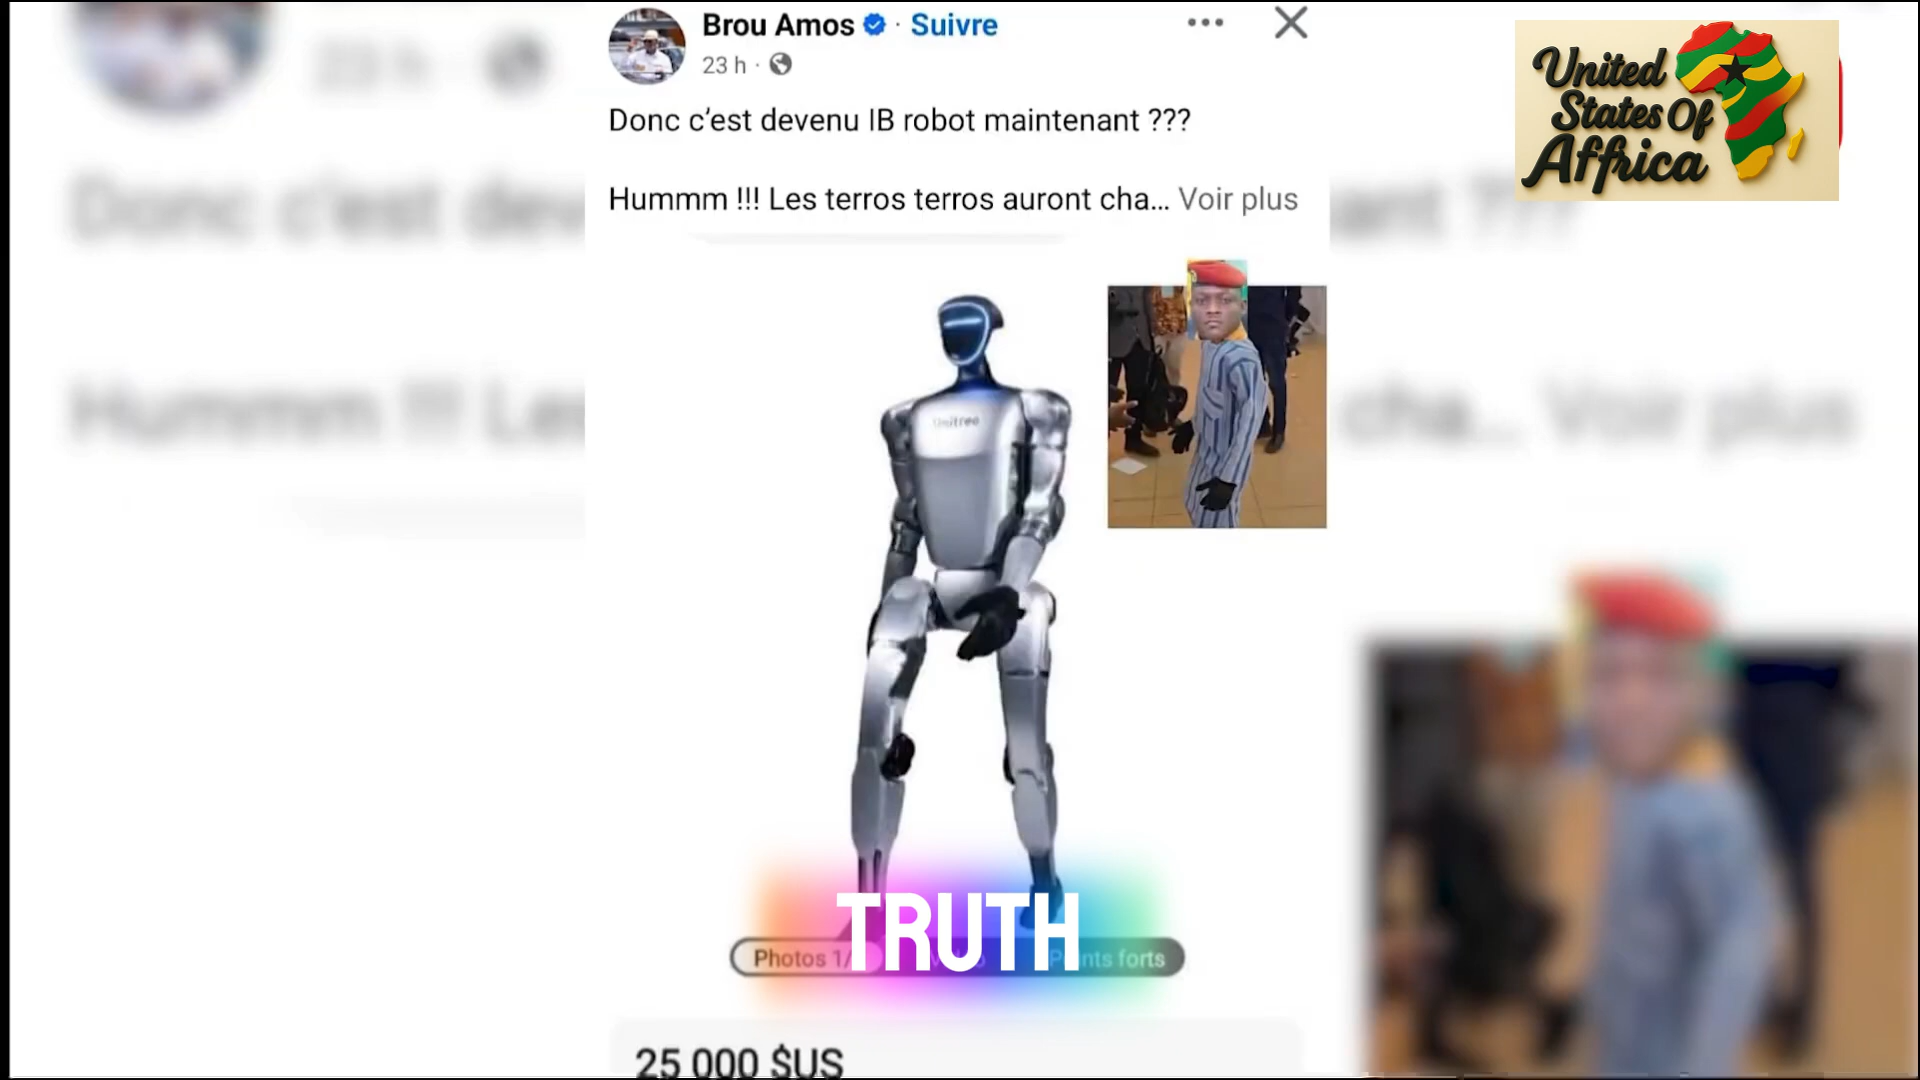 Brou Amos · Suivre
23 h ·
Donc c’est devenu IB robot maintenant ???
Hummm !!! Les terros terros auront cha... Voir plus
United
States Of
Affrica
Unitree
TRUTH
Photos 1/
25 000 $US